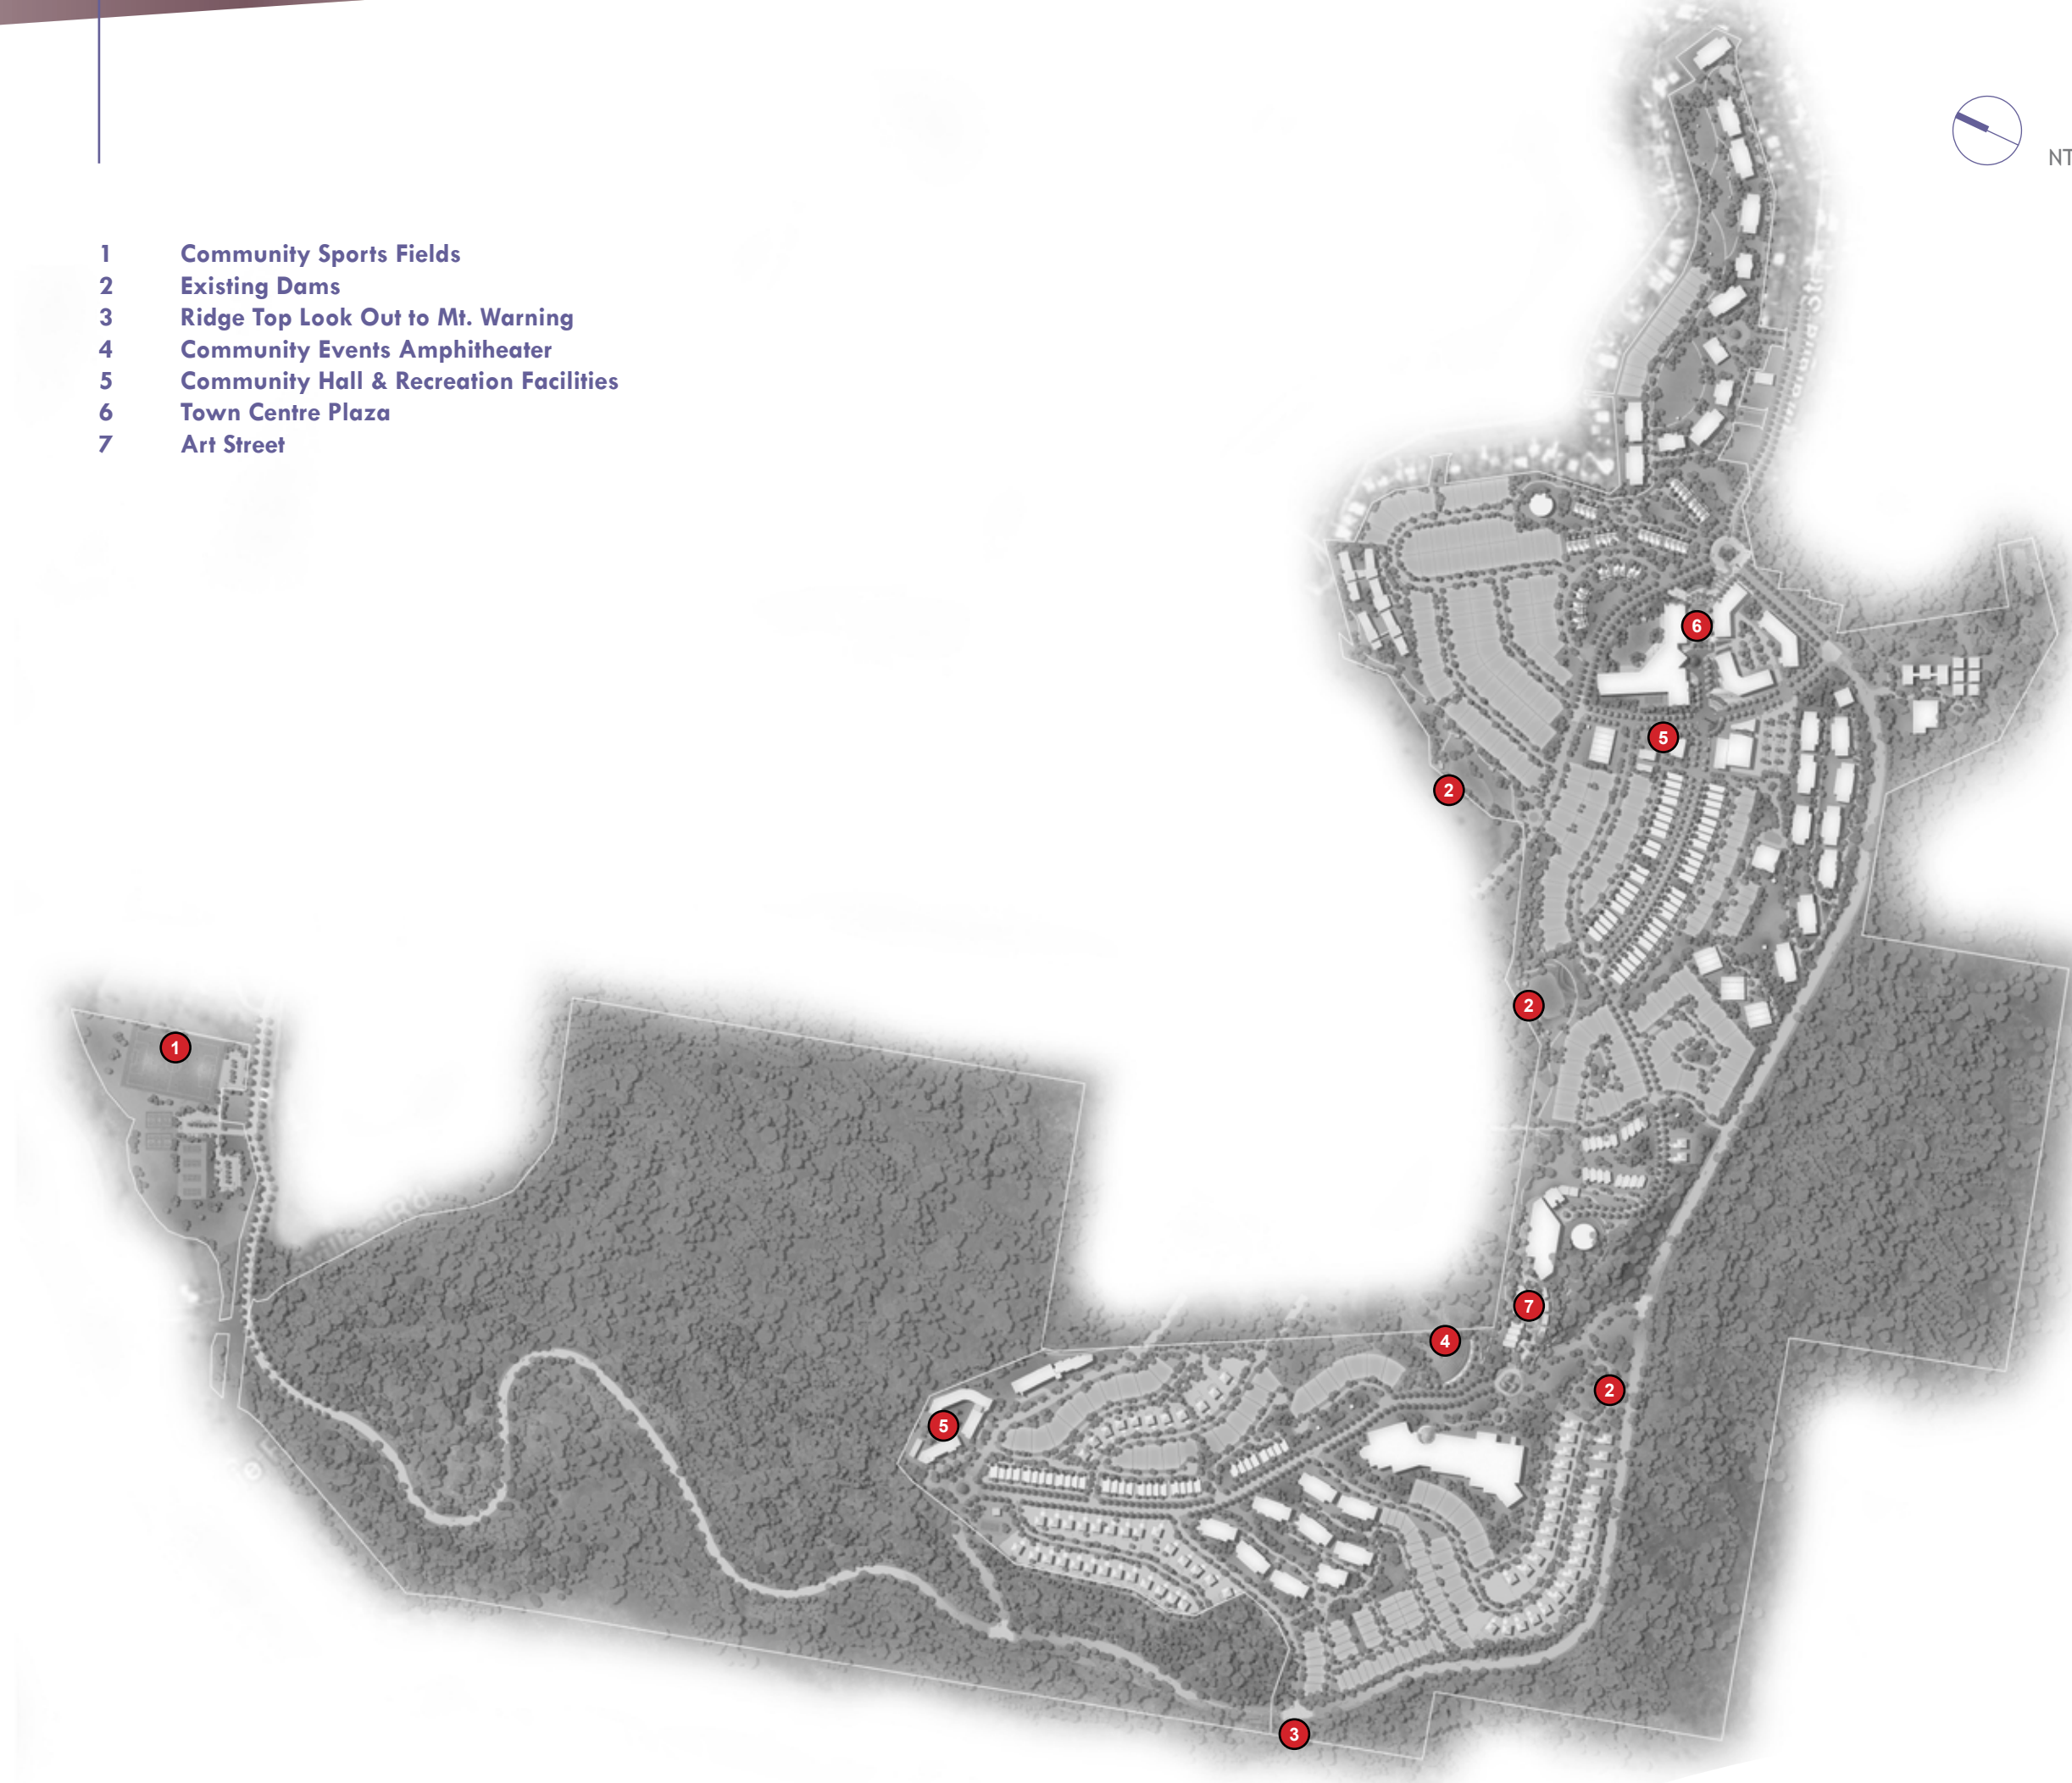 NT
1 Community Sports Fields
2 Existing Dams
3 Ridge Top Look Out to Mt. Warning
4 Community Events Amphitheater
5 Community Hall & Recreation Facilities
6 Town Centre Plaza
7 Art Street
6
5
2
2
1
7
4
2
5
3